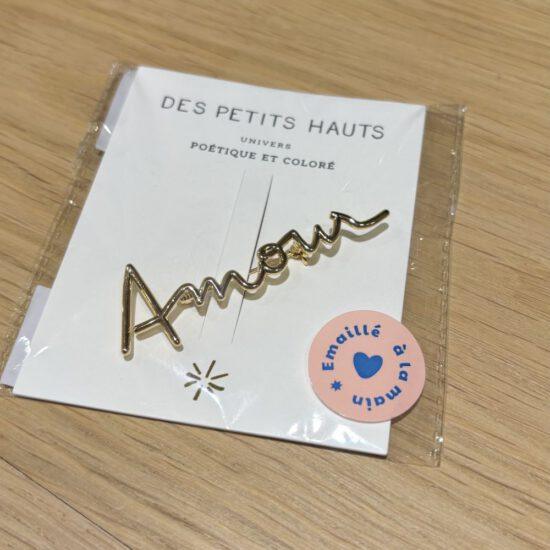 DES PETITS HAUTS
UNIVERS
POÉTIQUE ET COLORÉ
Amour
Emaillé à la main